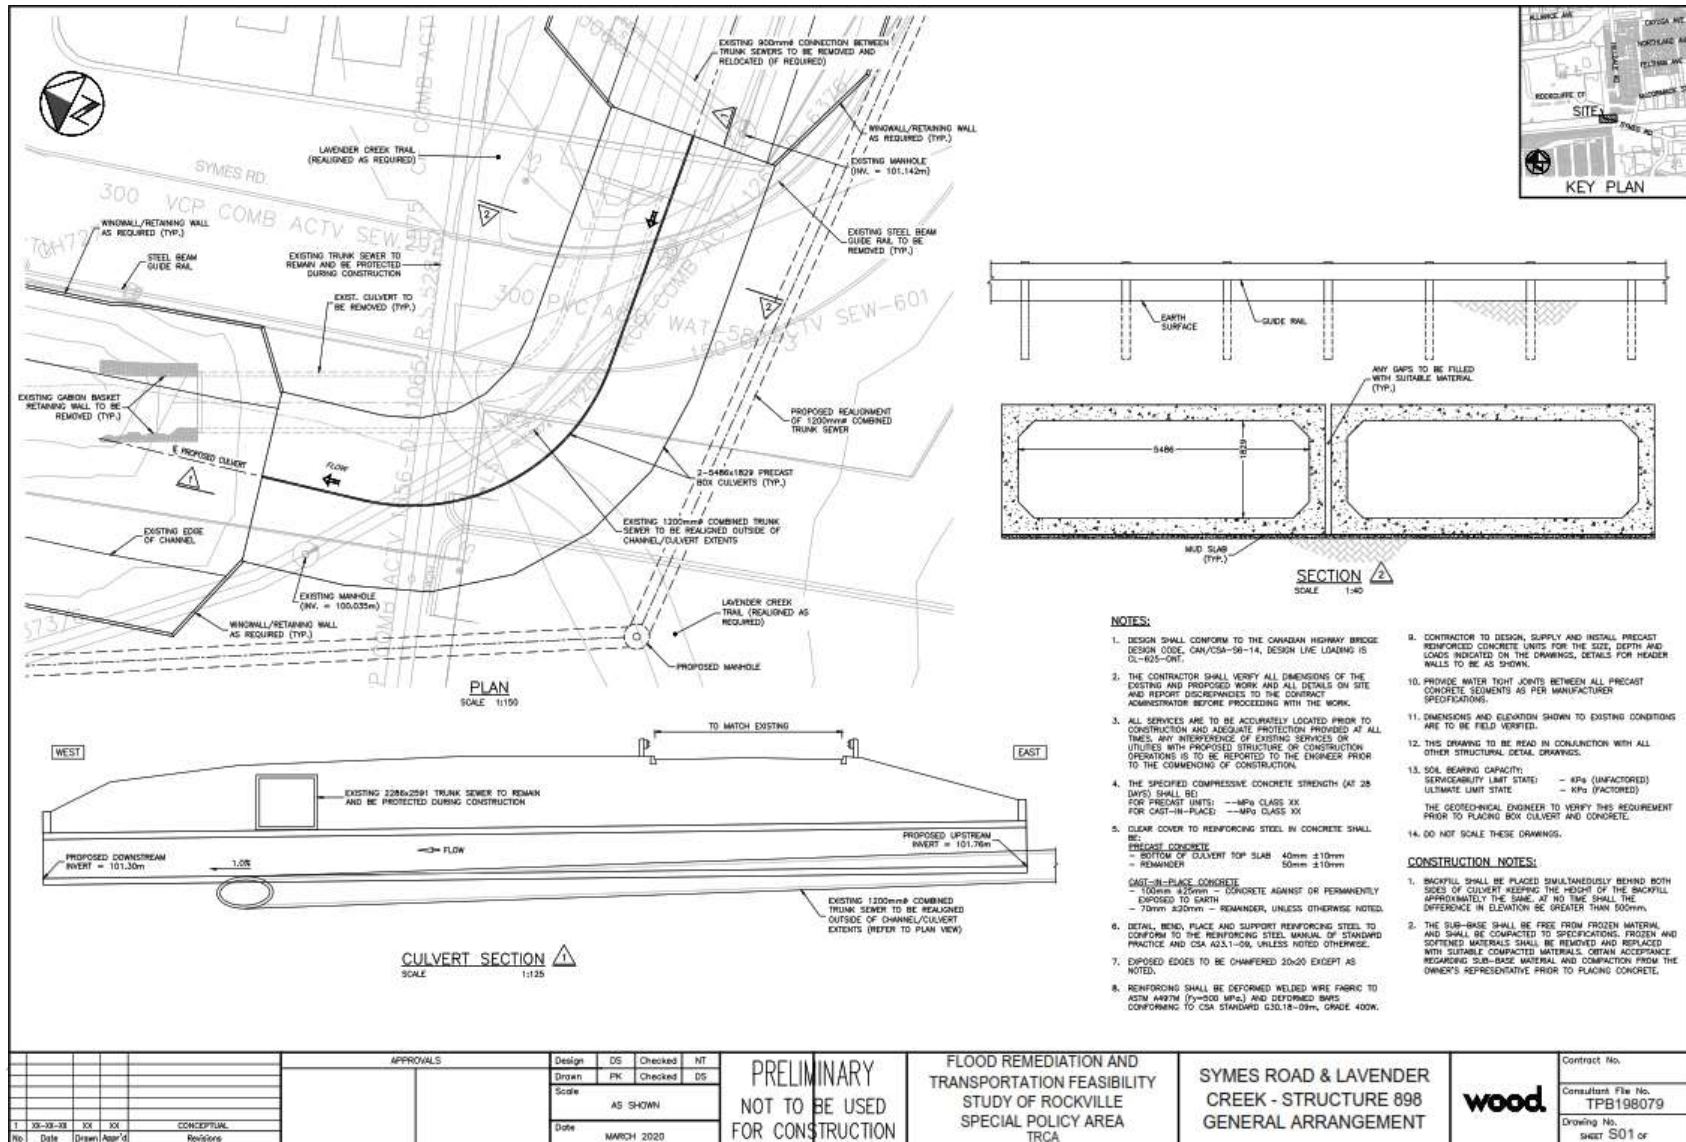 EXISTING 900mmø CONNECTION BETWEEN
TRUNK SEWERS TO BE REMOVED AND
RELOCATED (IF REQUIRED)
LAVENDER CREEK TRAIL
(REALIGNED AS REQUIRED)
WINGWALL/RETAINING WALL
AS REQUIRED (TYP.)
EXISTING MANHOLE
(INV. = 101.142m)
SYMES RD.
300 VCP COMB ACTV SEW
WINGWALL/RETAINING WALL
AS REQUIRED (TYP.)
STEEL BEAM
GUIDE RAIL
EXISTING TRUNK SEWER TO
REMAIN AND BE PROTECTED
DURING CONSTRUCTION
EXISTING STEEL BEAM
GUIDE RAIL TO BE
REMOVED (TYP.)
EXIST. CULVERT TO
BE REMOVED (TYP.)
EXISTING GABION BASKET
RETAINING WALL TO BE
REMOVED (TYP.)
PROPOSED REALIGNMENT
OF 1200mmø COMBINED
TRUNK SEWER
PROPOSED CULVERT
FLOW
2-5486x1829 PRECAST
BOX CULVERTS (TYP.)
EXISTING 1200mmø COMBINED TRUNK
SEWER TO BE REALIGNED OUTSIDE OF
CHANNEL/CULVERT EXTENTS
EXISTING EDGE
OF CHANNEL
EXISTING MANHOLE
(INV. = 100.035m)
WINGWALL/RETAINING WALL
AS REQUIRED (TYP.)
LAVENDER CREEK
TRAIL (REALIGNED AS
REQUIRED)
PROPOSED MANHOLE
1
2
2
1
PLAN
SCALE 1:150
WEST
EAST
TO MATCH EXISTING
EXISTING 2286x2591 TRUNK SEWER TO REMAIN
AND BE PROTECTED DURING CONSTRUCTION
FLOW
PROPOSED UPSTREAM
INVERT = 101.76m
PROPOSED DOWNSTREAM
INVERT = 101.30m
1.0%
EXISTING 1200mmø COMBINED
TRUNK SEWER TO BE REALIGNED
OUTSIDE OF CHANNEL/CULVERT
EXTENTS (REFER TO PLAN VIEW)
CULVERT SECTION 1
SCALE 1:125
ALLIANCE AVE
CAYUGA AVE
NORTHLAND AVE
ROCKCLIFFE CT
SITE
SYMES RD
KEY PLAN
EARTH
SURFACE
GUIDE RAIL
ANY GAPS TO BE FILLED
WITH SUITABLE MATERIAL
(TYP.)
5486
1829
MUD SLAB
(TYP.)
SECTION 2
SCALE 1:40
NOTES:
1. DESIGN SHALL CONFORM TO THE CANADIAN HIGHWAY BRIDGE
DESIGN CODE, CAN/CSA-S6-14, DESIGN LIVE LOADING IS
CL-625-ONT.
2. THE CONTRACTOR SHALL VERIFY ALL DIMENSIONS OF THE
EXISTING AND PROPOSED WORK AND ALL DETAILS ON SITE
AND REPORT DISCREPANCIES TO THE CONTRACT
ADMINISTRATOR BEFORE PROCEEDING WITH THE WORK.
3. ALL SERVICES ARE TO BE ACCURATELY LOCATED PRIOR TO
CONSTRUCTION AND ADEQUATE PROTECTION PROVIDED AT ALL
TIMES. ANY INTERFERENCE OF EXISTING SERVICES OR
UTILITIES WITH PROPOSED STRUCTURE OR CONSTRUCTION
OPERATIONS IS TO BE REPORTED TO THE ENGINEER PRIOR
TO THE COMMENCING OF CONSTRUCTION.
4. THE SPECIFIED COMPRESSIVE CONCRETE STRENGTH (AT 28
DAYS) SHALL BE:
FOR PRECAST UNITS: --MPa CLASS XX
FOR CAST-IN-PLACE: --MPa CLASS XX
5. CLEAR COVER TO REINFORCING STEEL IN CONCRETE SHALL
BE:
PRECAST CONCRETE
- BOTTOM OF CULVERT TOP SLAB 40mm ±10mm
- REMAINDER 50mm ±10mm
CAST-IN-PLACE CONCRETE
- 100mm ±25mm - CONCRETE AGAINST OR PERMANENTLY
EXPOSED TO EARTH
- 70mm ±20mm - REMAINDER, UNLESS OTHERWISE NOTED.
6. DETAIL, BEND, PLACE AND SUPPORT REINFORCING STEEL TO
CONFORM TO THE REINFORCING STEEL MANUAL OF STANDARD
PRACTICE AND CSA A23.1-09, UNLESS NOTED OTHERWISE.
7. EXPOSED EDGES TO BE CHAMFERED 20x20 EXCEPT AS
NOTED.
8. REINFORCING SHALL BE DEFORMED WELDED WIRE FABRIC TO
ASTM A497M (Fy=500 MPa.) AND DEFORMED BARS
CONFORMING TO CSA STANDARD G30.18-09m, GRADE 400W.
9. CONTRACTOR TO DESIGN, SUPPLY AND INSTALL PRECAST
REINFORCED CONCRETE UNITS FOR THE SIZE, DEPTH AND
LOADS INDICATED ON THE DRAWINGS, DETAILS FOR HEADER
WALLS TO BE AS SHOWN.
10. PROVIDE WATER TIGHT JOINTS BETWEEN ALL PRECAST
CONCRETE SEGMENTS AS PER MANUFACTURER
SPECIFICATIONS.
11. DIMENSIONS AND ELEVATION SHOWN TO EXISTING CONDITIONS
ARE TO BE FIELD VERIFIED.
12. THIS DRAWING TO BE READ IN CONJUNCTION WITH ALL
OTHER STRUCTURAL DETAIL DRAWINGS.
13. SOIL BEARING CAPACITY:
SERVICEABILITY LIMIT STATE: - KPa (UNFACTORED)
ULTIMATE LIMIT STATE - KPa (FACTORED)
THE GEOTECHNICAL ENGINEER TO VERIFY THIS REQUIREMENT
PRIOR TO PLACING BOX CULVERT AND CONCRETE.
14. DO NOT SCALE THESE DRAWINGS.
CONSTRUCTION NOTES:
1. BACKFILL SHALL BE PLACED SIMULTANEOUSLY BEHIND BOTH
SIDES OF CULVERT KEEPING THE HEIGHT OF THE BACKFILL
APPROXIMATELY THE SAME. AT NO TIME SHALL THE
DIFFERENCE IN ELEVATION BE GREATER THAN 500mm.
2. THE SUB-BASE SHALL BE FREE FROM FROZEN MATERIAL
AND SHALL BE COMPACTED TO SPECIFICATIONS. FROZEN AND
SOFTENED MATERIALS SHALL BE REMOVED AND REPLACED
WITH SUITABLE COMPACTED MATERIALS. OBTAIN ACCEPTANCE
REGARDING SUB-BASE MATERIAL AND COMPACTION FROM THE
OWNER'S REPRESENTATIVE PRIOR TO PLACING CONCRETE.
1 XX-XX-XX XX XX CONCEPTUAL
No Date Drawn Appr'd Revisions
APPROVALS
Design DS Checked NT
Drawn PK Checked DS
Scale
AS SHOWN
Date
MARCH 2020
PRELIMINARY
NOT TO BE USED
FOR CONSTRUCTION
FLOOD REMEDIATION AND
TRANSPORTATION FEASIBILITY
STUDY OF ROCKVILLE
SPECIAL POLICY AREA
TRCA
SYMES ROAD & LAVENDER
CREEK - STRUCTURE 898
GENERAL ARRANGEMENT
wood.
Contract No.
Consultant File No.
TPB198079
Drawing No.
SHEET S01 OF